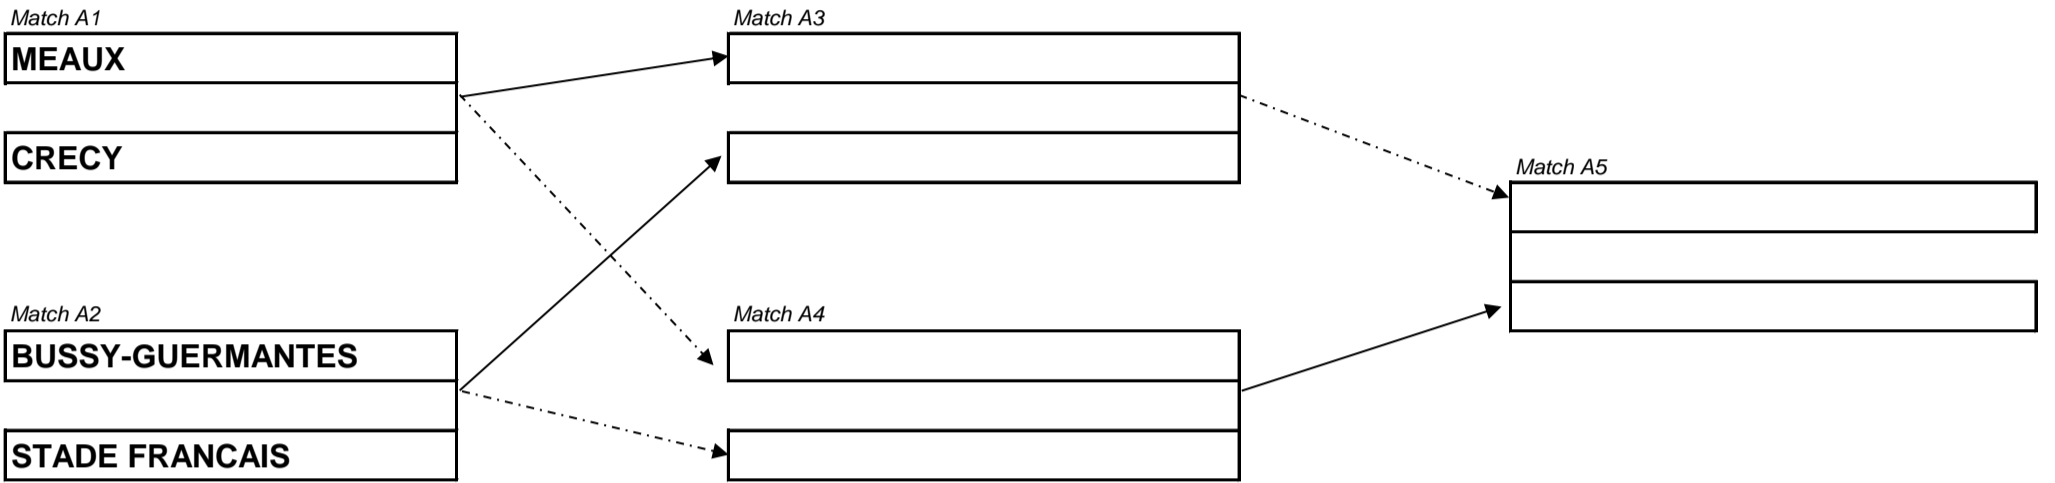 Match A1
MEAUX
CRECY
Match A2
BUSSY-GUERMANTES
STADE FRANCAIS
Match A3
Match A4
Match A5